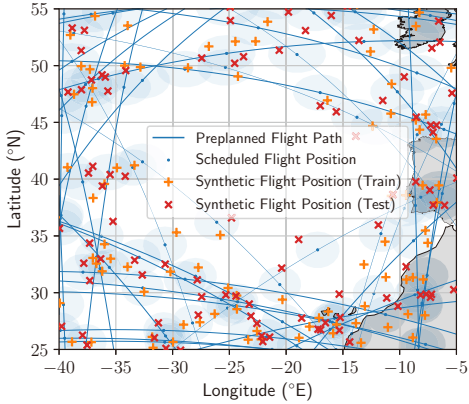 55
50
45
40
35
30
25
Latitude (°N)
Preplanned Flight Path
Scheduled Flight Position
Synthetic Flight Position (Train)
Synthetic Flight Position (Test)
−40 −35 −30 −25 −20 −15 −10 −5
Longitude (°E)